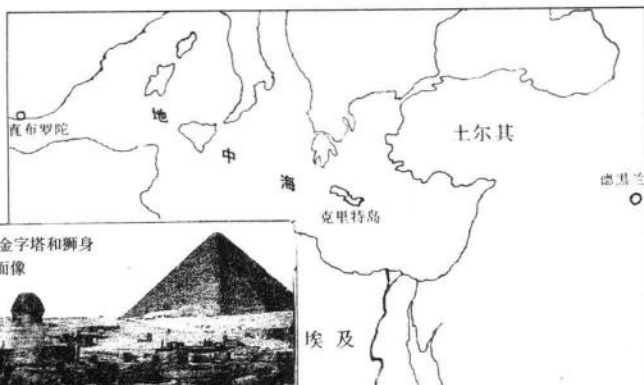 直布罗陀
地
中
海
土尔其
德黑兰
克里特岛
金字塔和狮身
面像
埃及